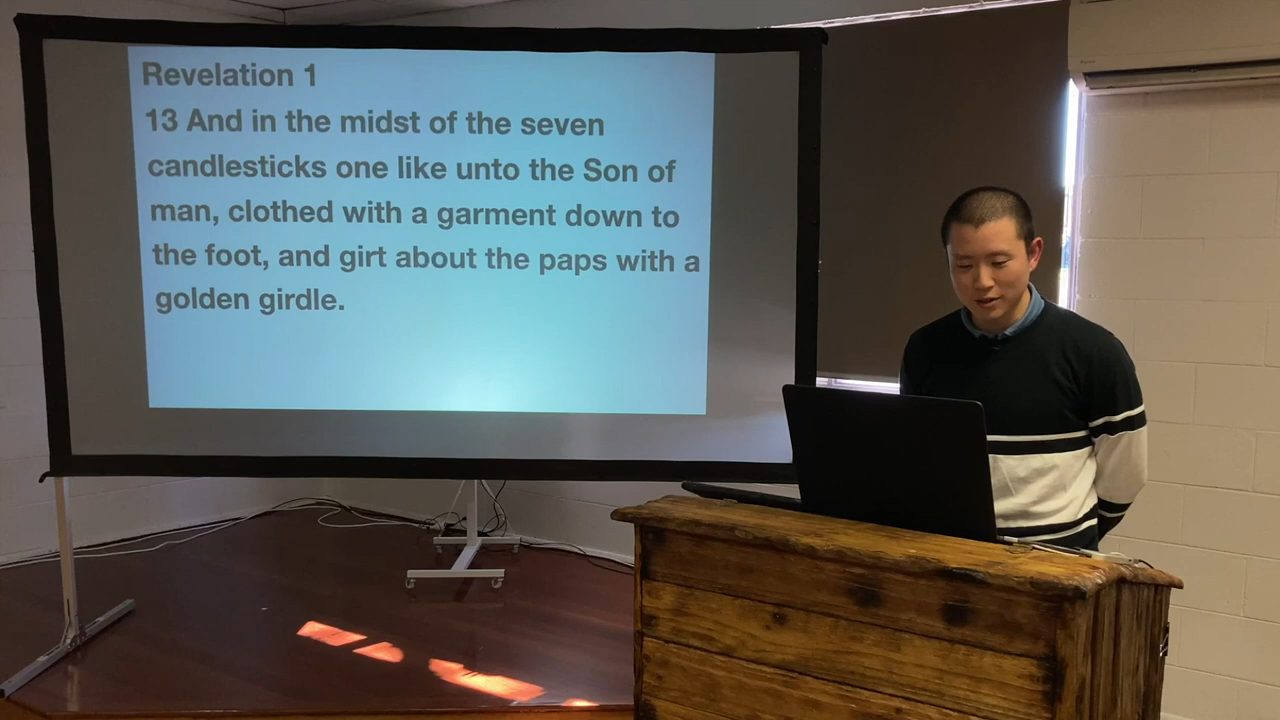 Revelation 1
13 And in the midst of the seven
candlesticks one like unto the Son of
man, clothed with a garment down to
the foot, and girt about the paps with a
golden girdle.